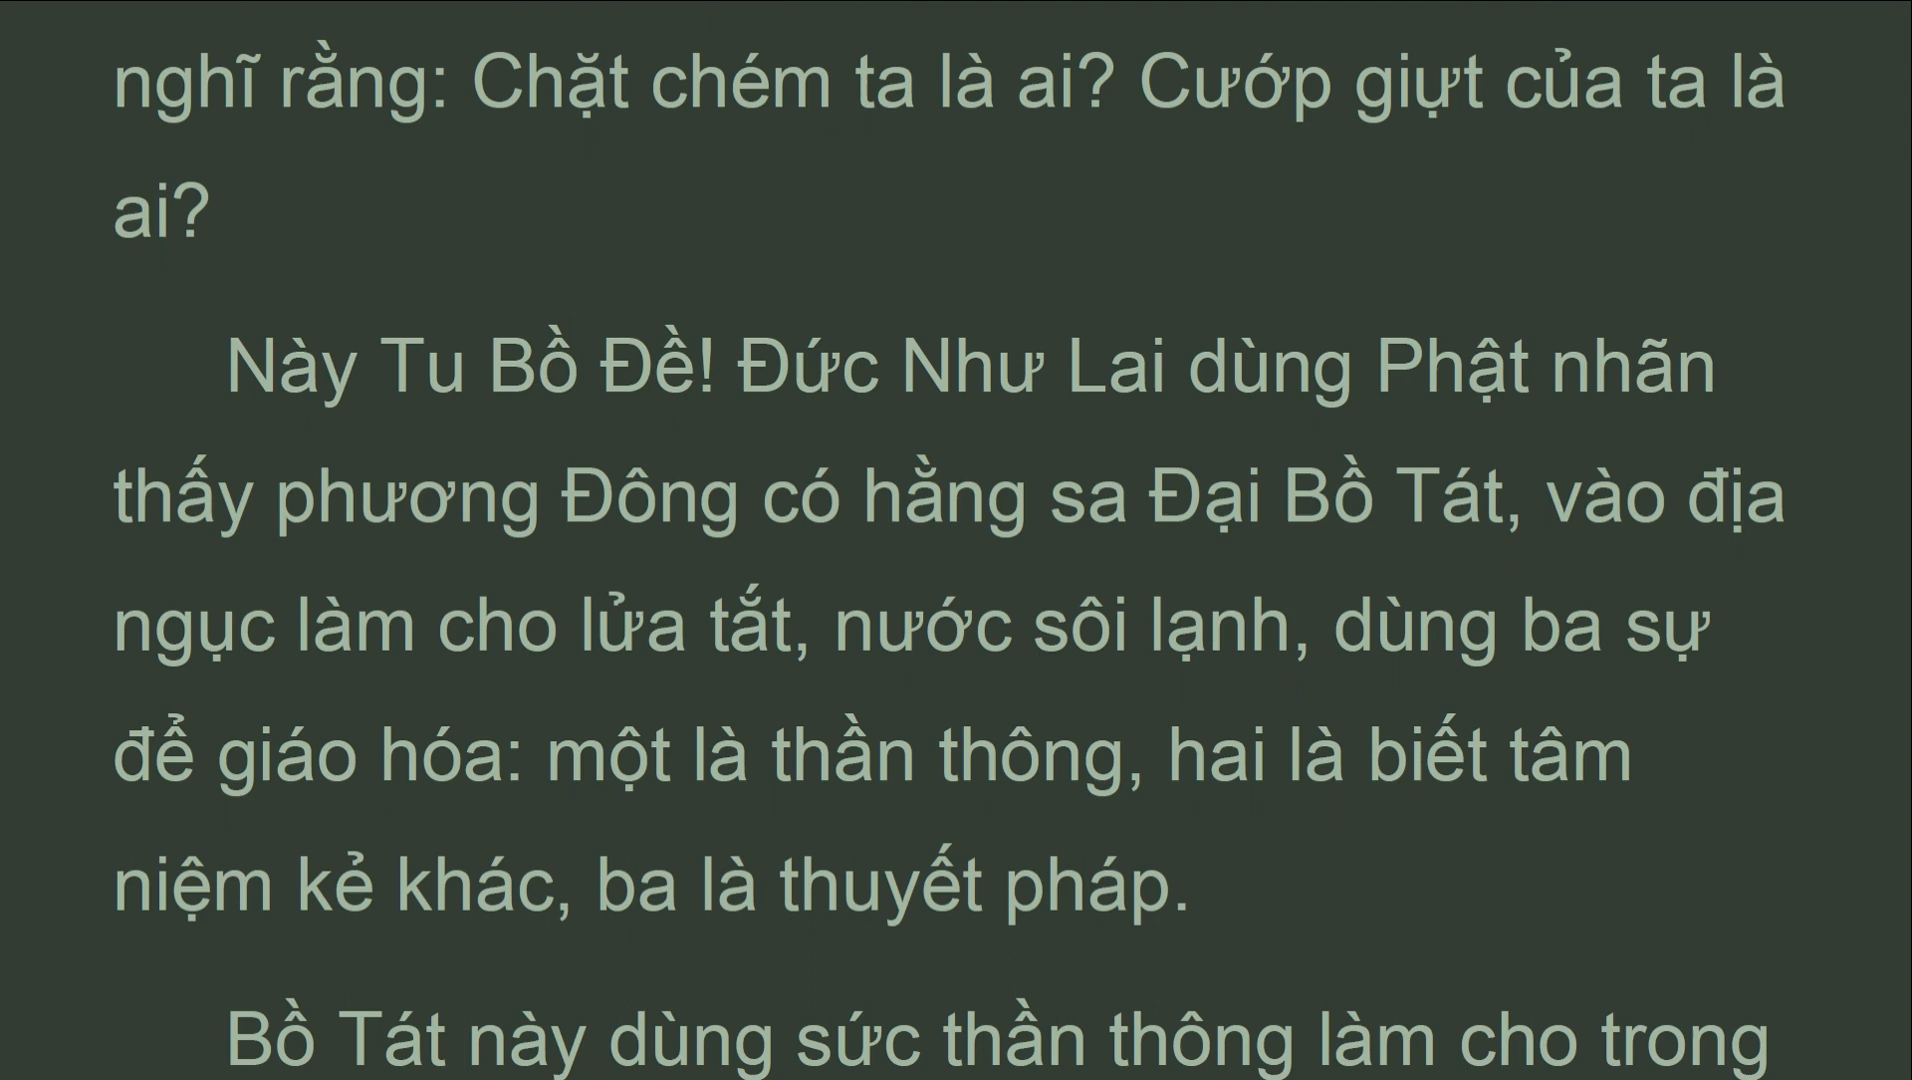 nghĩ rằng: Chặt chém ta là ai? Cướp giựt của ta là
ai?
Này Tu Bồ Đề! Đức Như Lai dùng Phật nhãn
thấy phương Đông có hằng sa Đại Bồ Tát, vào địa
ngục làm cho lửa tắt, nước sôi lạnh, dùng ba sự
để giáo hóa: một là thần thông, hai là biết tâm
niệm kẻ khác, ba là thuyết pháp.
Bồ Tát này dùng sức thần thông làm cho trong